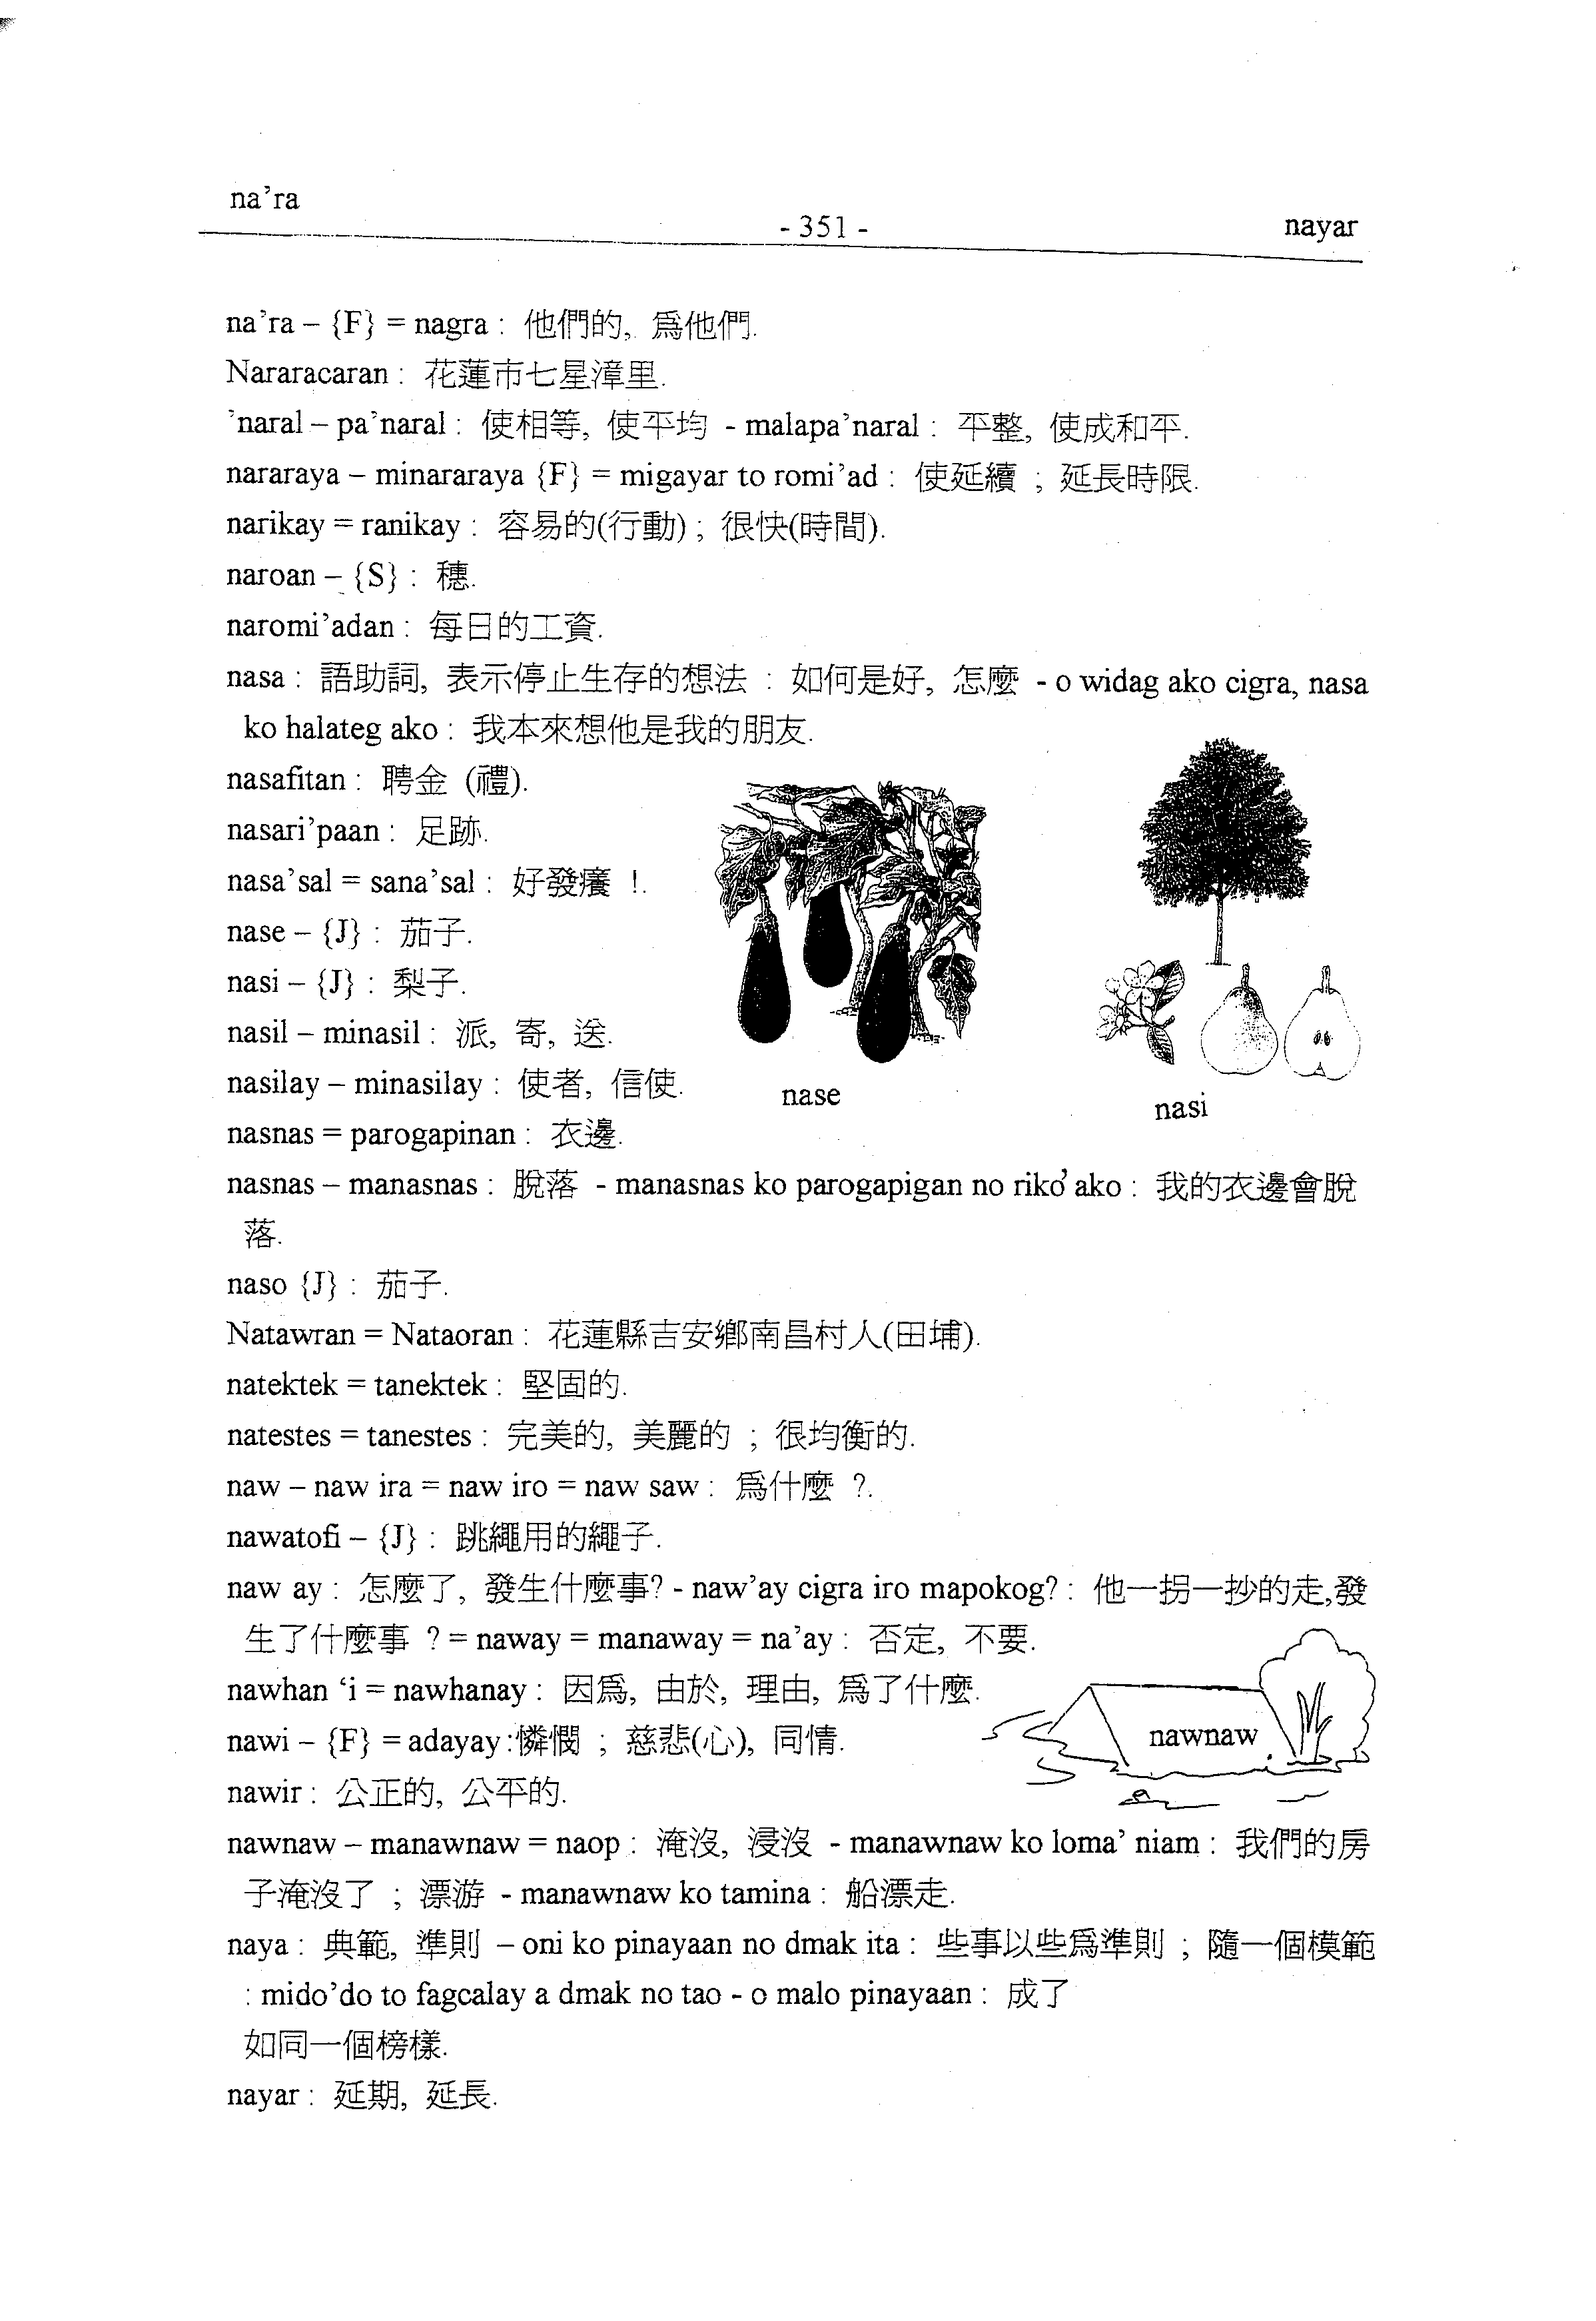 na’ra
- 351 -
nayar
na’ra – {F} = nagra : 他們的, 爲他們.
Nararacaran : 花蓮市七星潭里.
’naral – pa’naral : 使相等, 使平均 - malapa’naral : 平整, 使成和平.
nararaya – minararaya {F} = migayar to romi’ad : 使延續 ; 延長時限.
narikay = ranikay : 容易的(行動) ; 很快(時間).
naroan – {S} : 穗.
naromi’adan : 每日的工資.
nasa : 語助詞, 表示停止生存的想法 : 如何是好, 怎麼 - o widag ako cigra, nasa
ko halateg ako : 我本來想他是我的朋友.
nasafitan : 聘金 (禮).
nasari’paan : 足跡.
nasa’sal = sana’sal : 好發癢 !.
nase – {J} : 茄子.
nasi – {J} : 梨子.
nasil – minasil : 派, 寄, 送.
nasilay – minasilay : 使者, 信使.
nase
nasi
nasnas = parogapinan : 衣邊.
nasnas – manasnas : 脫落 - manasnas ko parogapigan no riko’ ako : 我的衣邊會脫
落.
naso {J} : 茄子.
Natawran = Nataoran : 花蓮縣吉安鄉南昌村人(田埔).
natektek = tanektek : 堅固的.
natestes = tanestes : 完美的, 美麗的 ; 很均衡的.
naw – naw ira = naw iro = naw saw : 爲什麼 ?.
nawatofi – {J} : 跳繩用的繩子.
naw ay : 怎麼了, 發生什麼事? - naw’ay cigra iro mapokog? : 他一拐一抄的走,發
生了什麼事 ? = naway = manaway = na’ay : 否定, 不要.
nawhan ‘i = nawhanay : 因爲, 由於, 理由, 爲了什麼.
nawi – {F} = adayay :憐憫 ; 慈悲(心), 同情.
nawnaw
nawir : 公正的, 公平的.
nawnaw – manawnaw = naop : 淹沒, 浸沒 - manawnaw ko loma’ niam : 我們的房
子淹沒了 ; 漂游 - manawnaw ko tamina : 船漂走.
naya : 典範, 準則 – oni ko pinayaan no dmak ita : 些事以些爲準則 ; 隨一個模範
: mido’do to fagcalay a dmak no tao - o malo pinayaan : 成了
如同一個榜樣.
nayar : 延期, 延長.